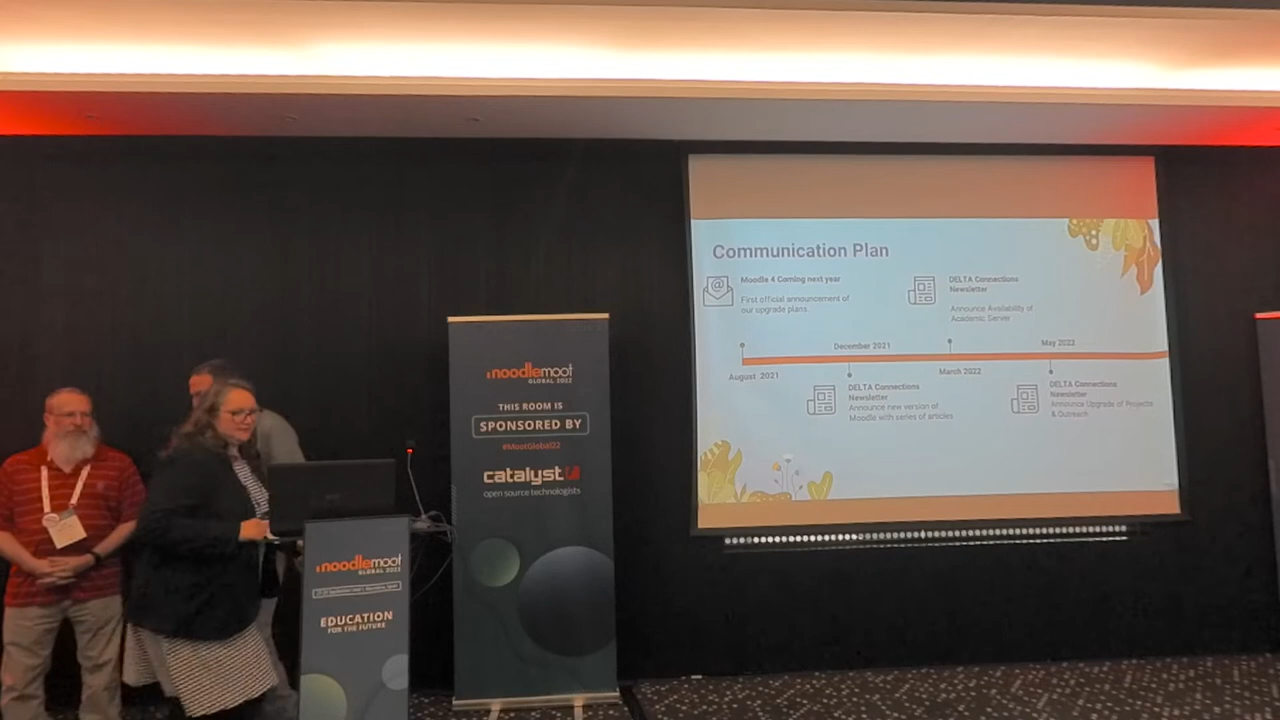 Communication Plan
Moodle 4 Coming next year
First official announcement of
our upgrade plans.
DELTA Connections
Newsletter
Announce Availability of
Academic Server
December 2021
May 2022
August 2021
March 2022
DELTA Connections
Newsletter
Announce new version of
Moodle with series of articles
DELTA Connections
Newsletter
Announce Upgrade of Projects
& Outreach
moodlemoot
GLOBAL 2022
THIS ROOM IS
SPONSORED BY
#MootGlobal22
catalyst
open source technologists
moodlemoot
GLOBAL 2022
EDUCATION
FOR THE FUTURE